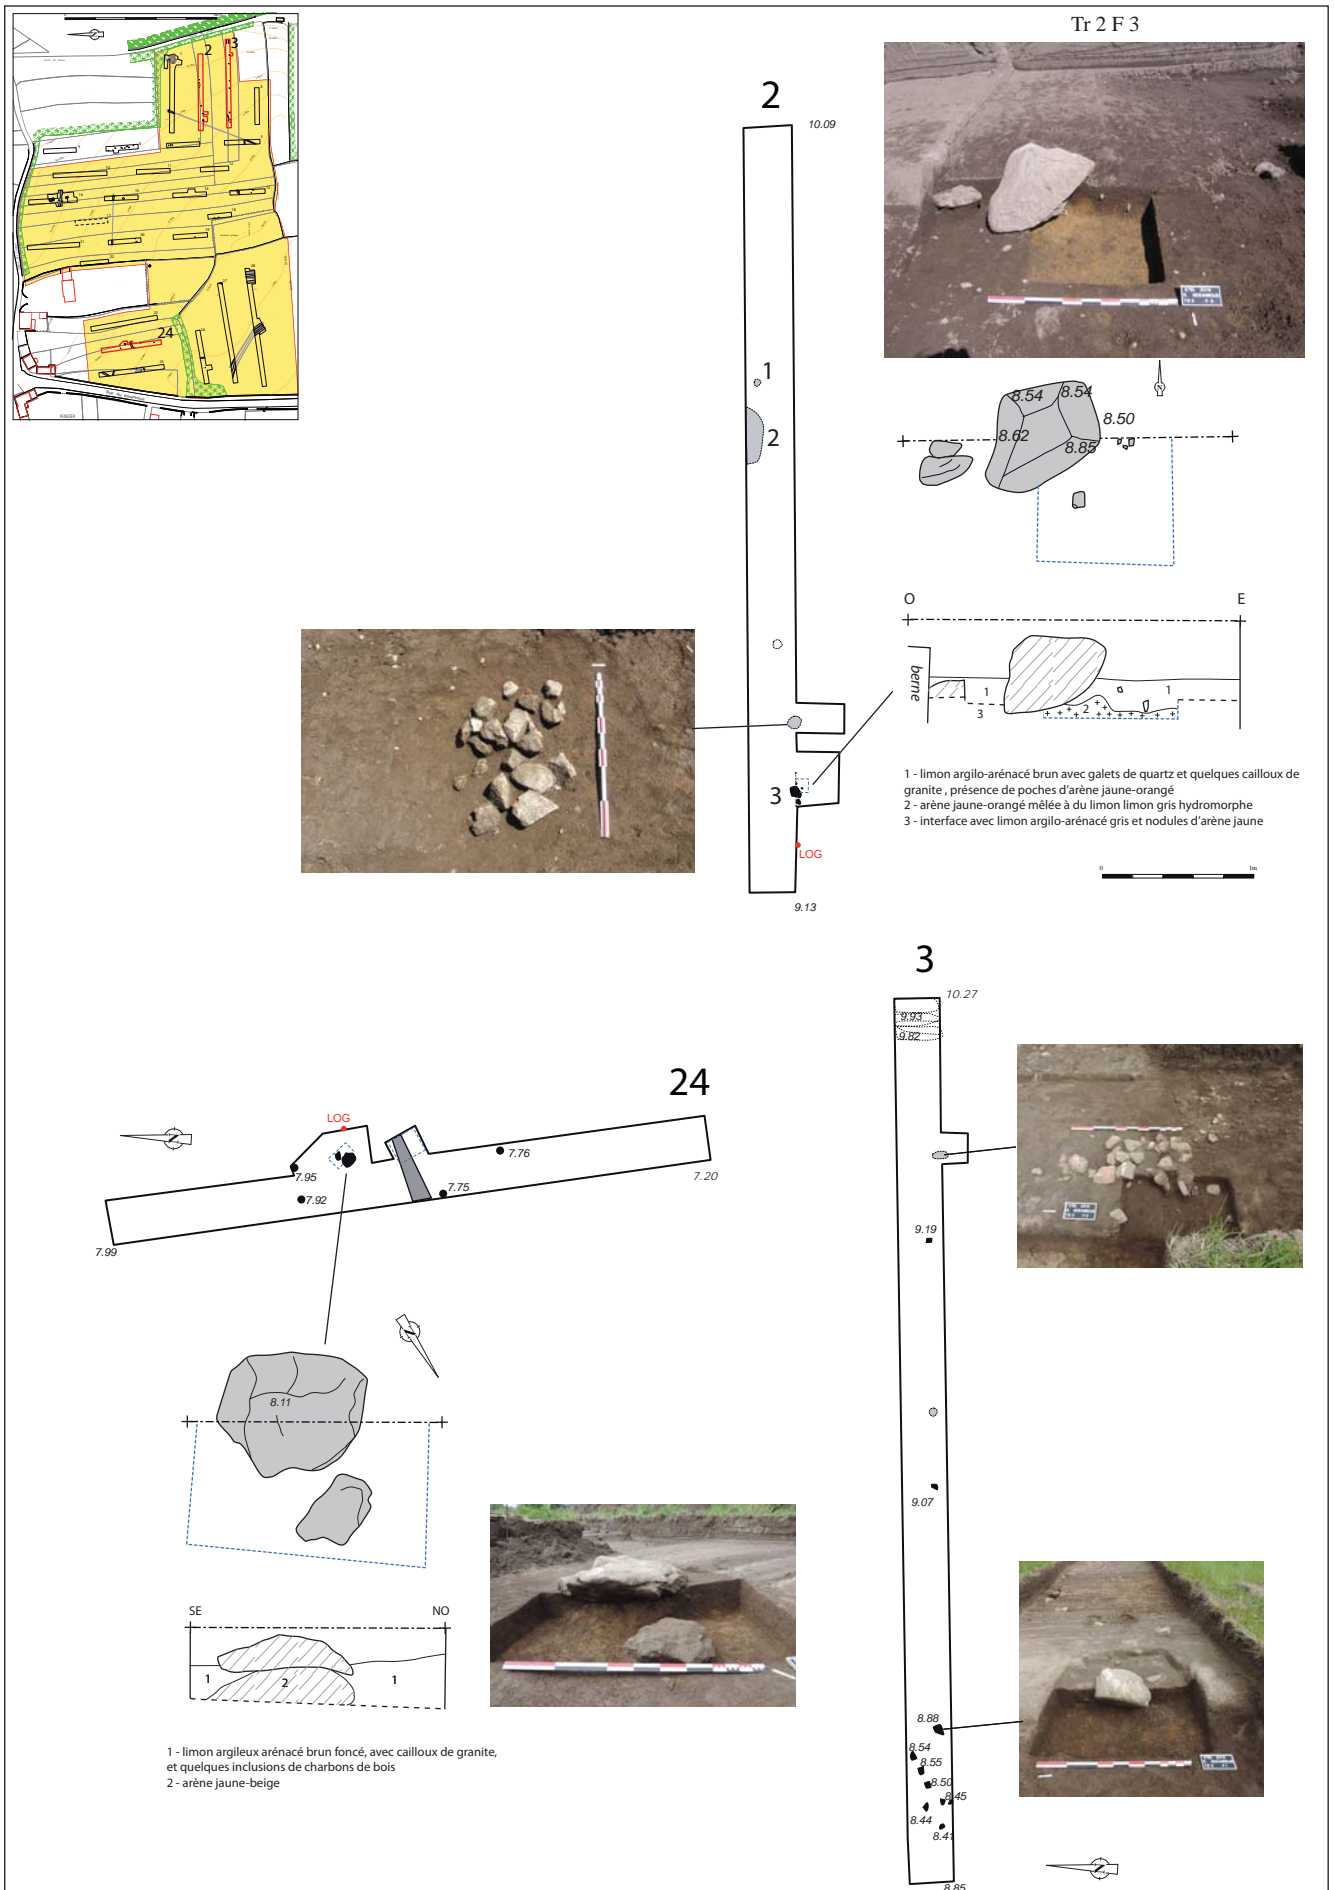 Tr 2 F 3
2
3
24
2
10.09
1
2
3
LOG
9.13
8.54
8.54
8.50
8.62
8.85
O
E
berne
1
1
2
3
1 - limon argilo-arénacé brun avec galets de quartz et quelques cailloux de
granite , présence de poches d'arène jaune-orangé
2 - arène jaune-orangé mêlée à du limon limon gris hydromorphe
3 - interface avec limon argilo-arénacé gris et nodules d'arène jaune
0
1m
3
10.27
9.93
9.82
9.19
9.07
8.88
8.54
8.55
8.50
8.45
8.44
8.41
8.85
N
24
LOG
N
7.95
7.92
7.76
7.75
7.20
7.99
8.11
SE
NO
1
2
1
1 - limon argileux arénacé brun foncé, avec cailloux de granite,
et quelques inclusions de charbons de bois
2 - arène jaune-beige